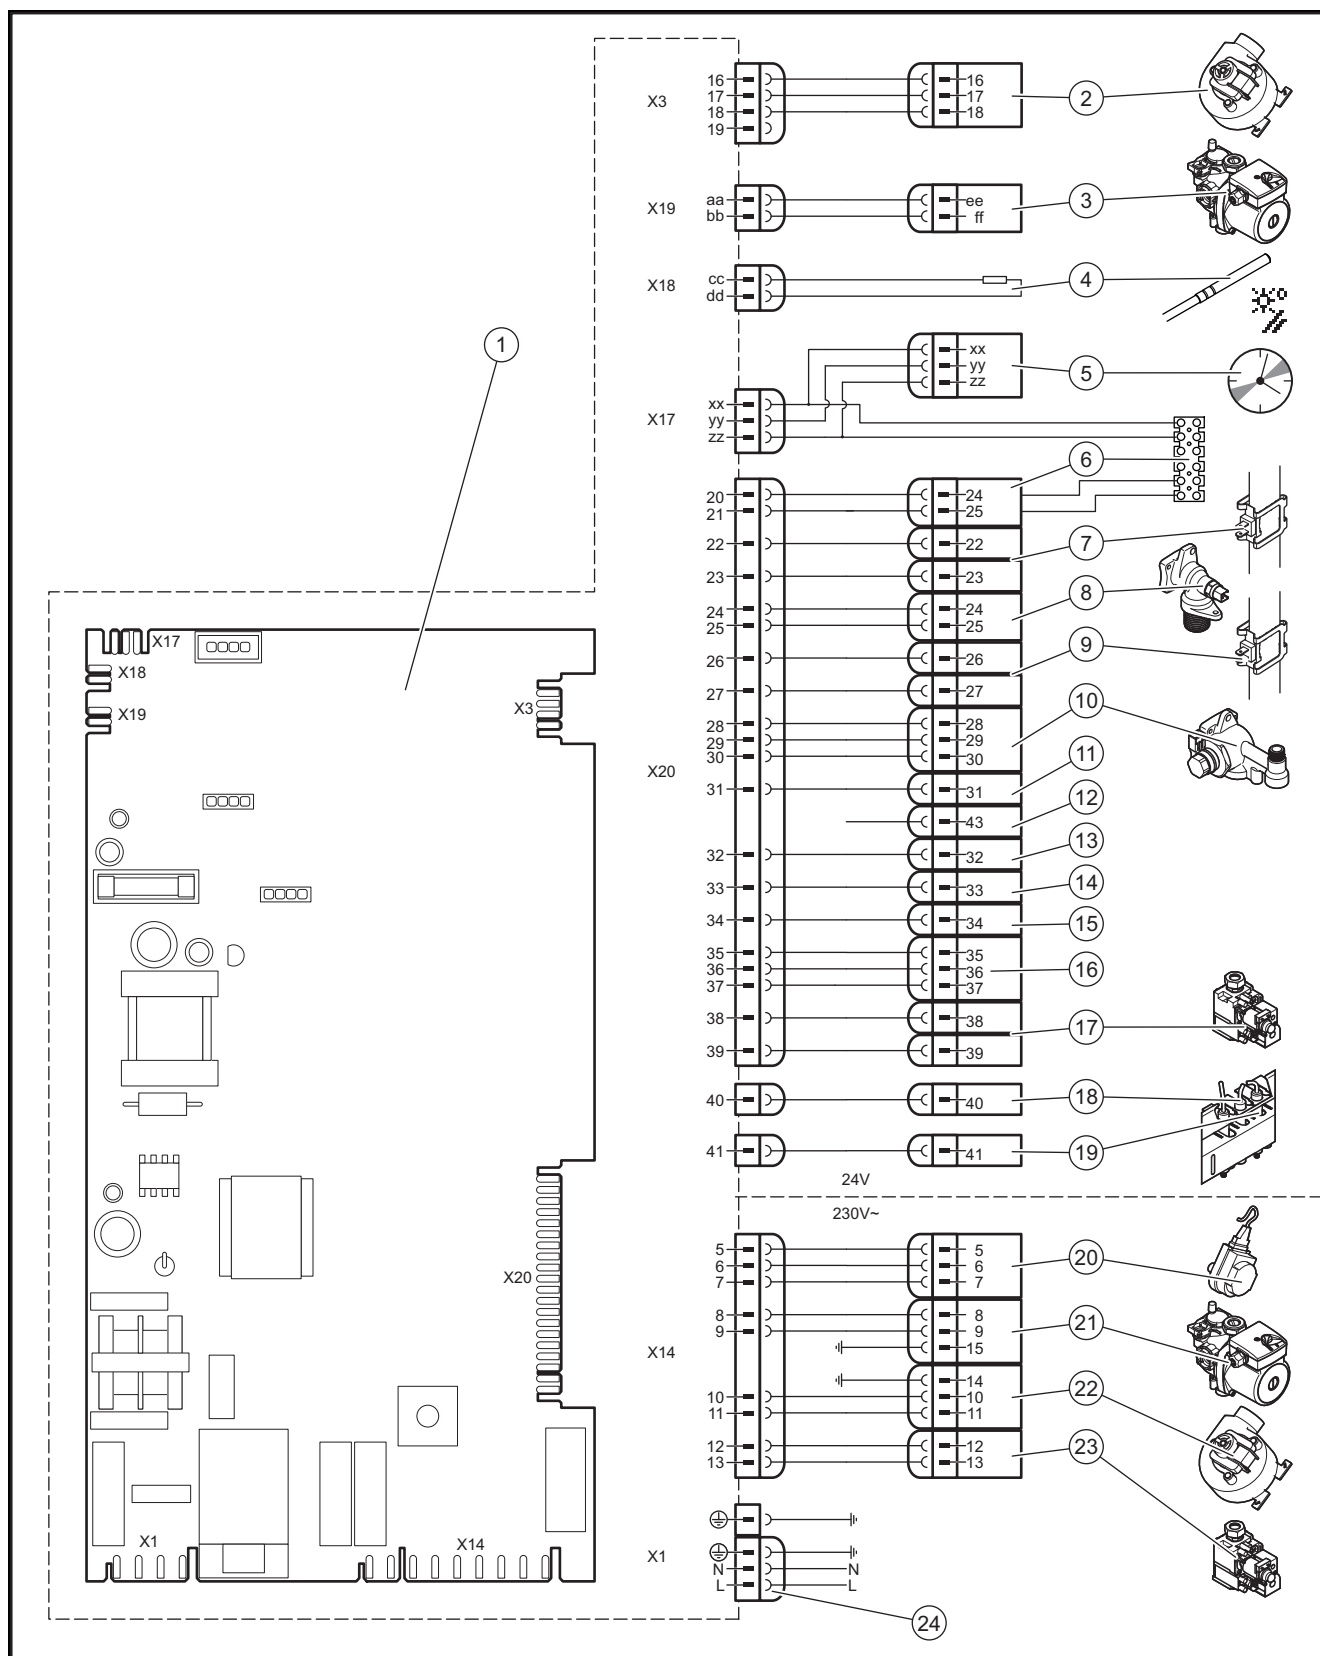 X3
16 16
17 17
18 18
19
2
X19
aa ee
bb ff
3
X18
cc
dd
4
1
xx
yy
zz
5
X17
xx
yy
zz
6
20 24
21 25
22 22
7
23 23
24 24
25 25
8
26 26
9
27 27
28 28
29 29
30 30
10
X20
31 31
11
43
12
32 32
13
33 33
14
34 34
15
35 35
36 36
37 37
16
38 38
17
39 39
40 40
18
41 41
19
24V
230V~
5 5
6 6
7 7
20
8 8
9 9
15
21
X14
14
10 10
11 11
22
12 12
13 13
23
X1
N N
L L
24
X17
X18
X19
X3
X20
X1
X14